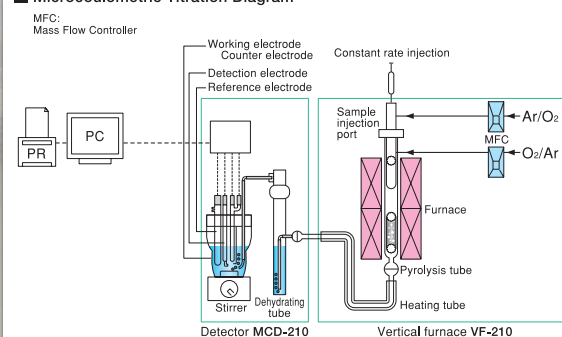 Microcoulometric Titration Diagram
MFC:
Mass Flow Controller
Working electrode
Counter electrode
Detection electrode
Reference electrode
Constant rate injection
Sample
injection
port
Ar/O₂
MFC
O₂/Ar
PC
PR
Furnace
Pyrolysis tube
Heating tube
Stirrer
Dehydrating
tube
Detector MCD-210
Vertical furnace VF-210